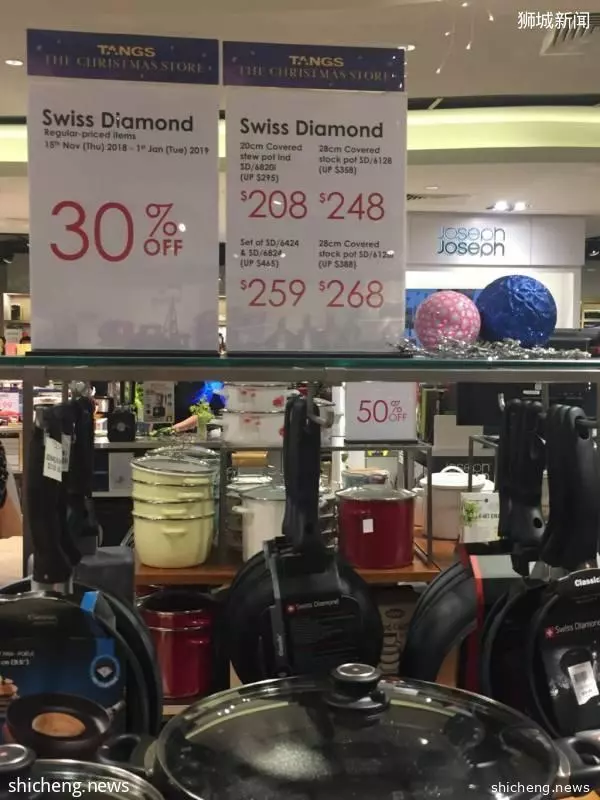 狮城新闻
TANGS
THE CHRISTMAS STORE
Swiss Diamond
Regular-priced items
15th Nov (Thu) 2018 - 1st Jan (Tue) 2019
30% OFF
TANGS
THE CHRISTMAS STORE
Swiss Diamond
20cm Covered
stew pot ind
SD/6820i
(UP $295)
$208
28cm Covered
stock pot SD/6128
(UP $358)
$248
Set of SD/6424
& SD/6824
(UP $465)
$259
28cm Covered
stock pot
(UP $388)
$268
Joseph
Joseph
50% OFF
Joseph
Swiss Diamond
Classic
Swiss Diamond
shicheng.news
shicheng.news